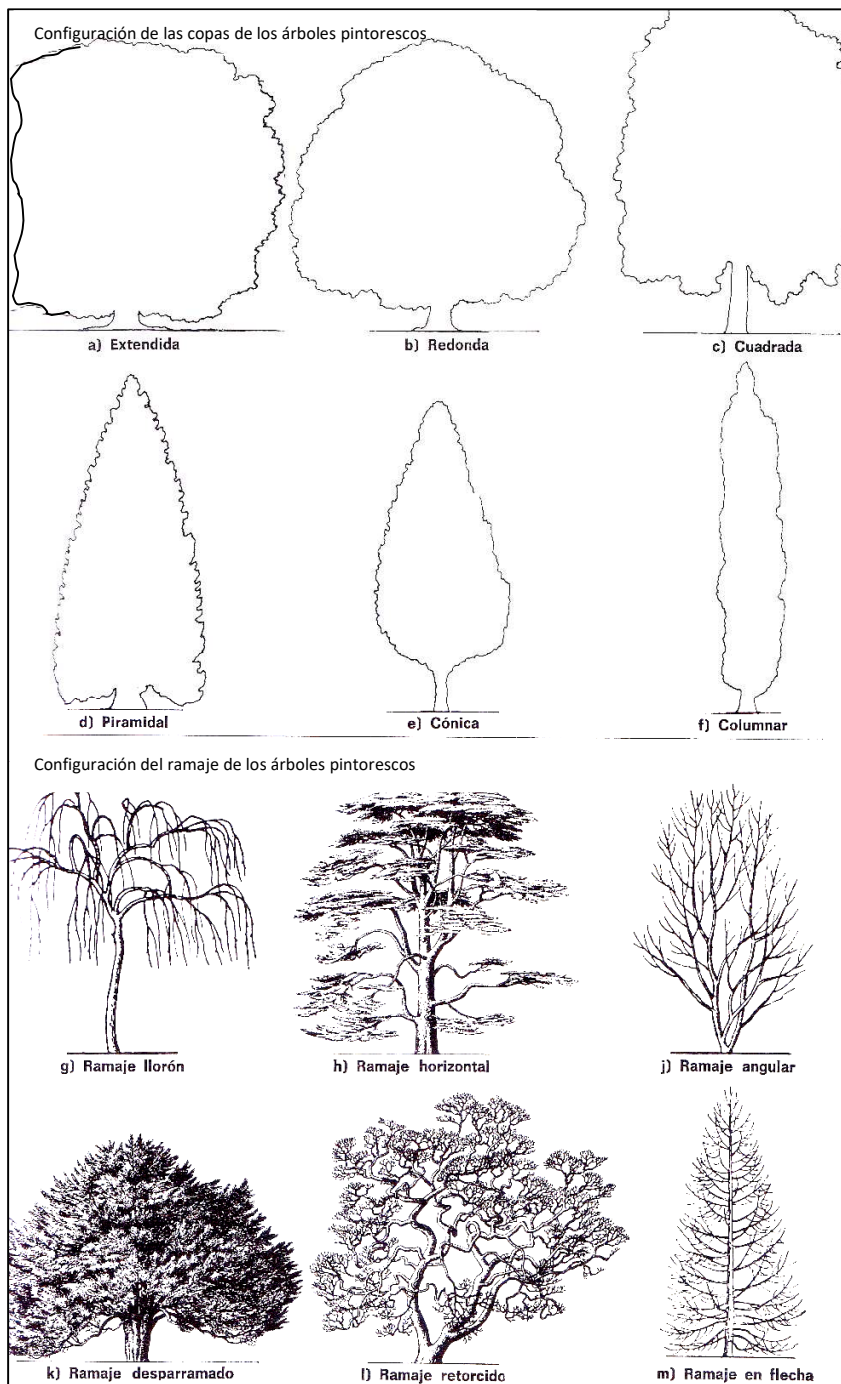 Configuración de las copas de los árboles pintorescos
a) Extendida
b) Redonda
c) Cuadrada
d) Piramidal
e) Cónica
f) Columnar
Configuración del ramaje de los árboles pintorescos
g) Ramaje llorón
h) Ramaje horizontal
j) Ramaje angular
k) Ramaje desparramado
l) Ramaje retorcido
m) Ramaje en flecha